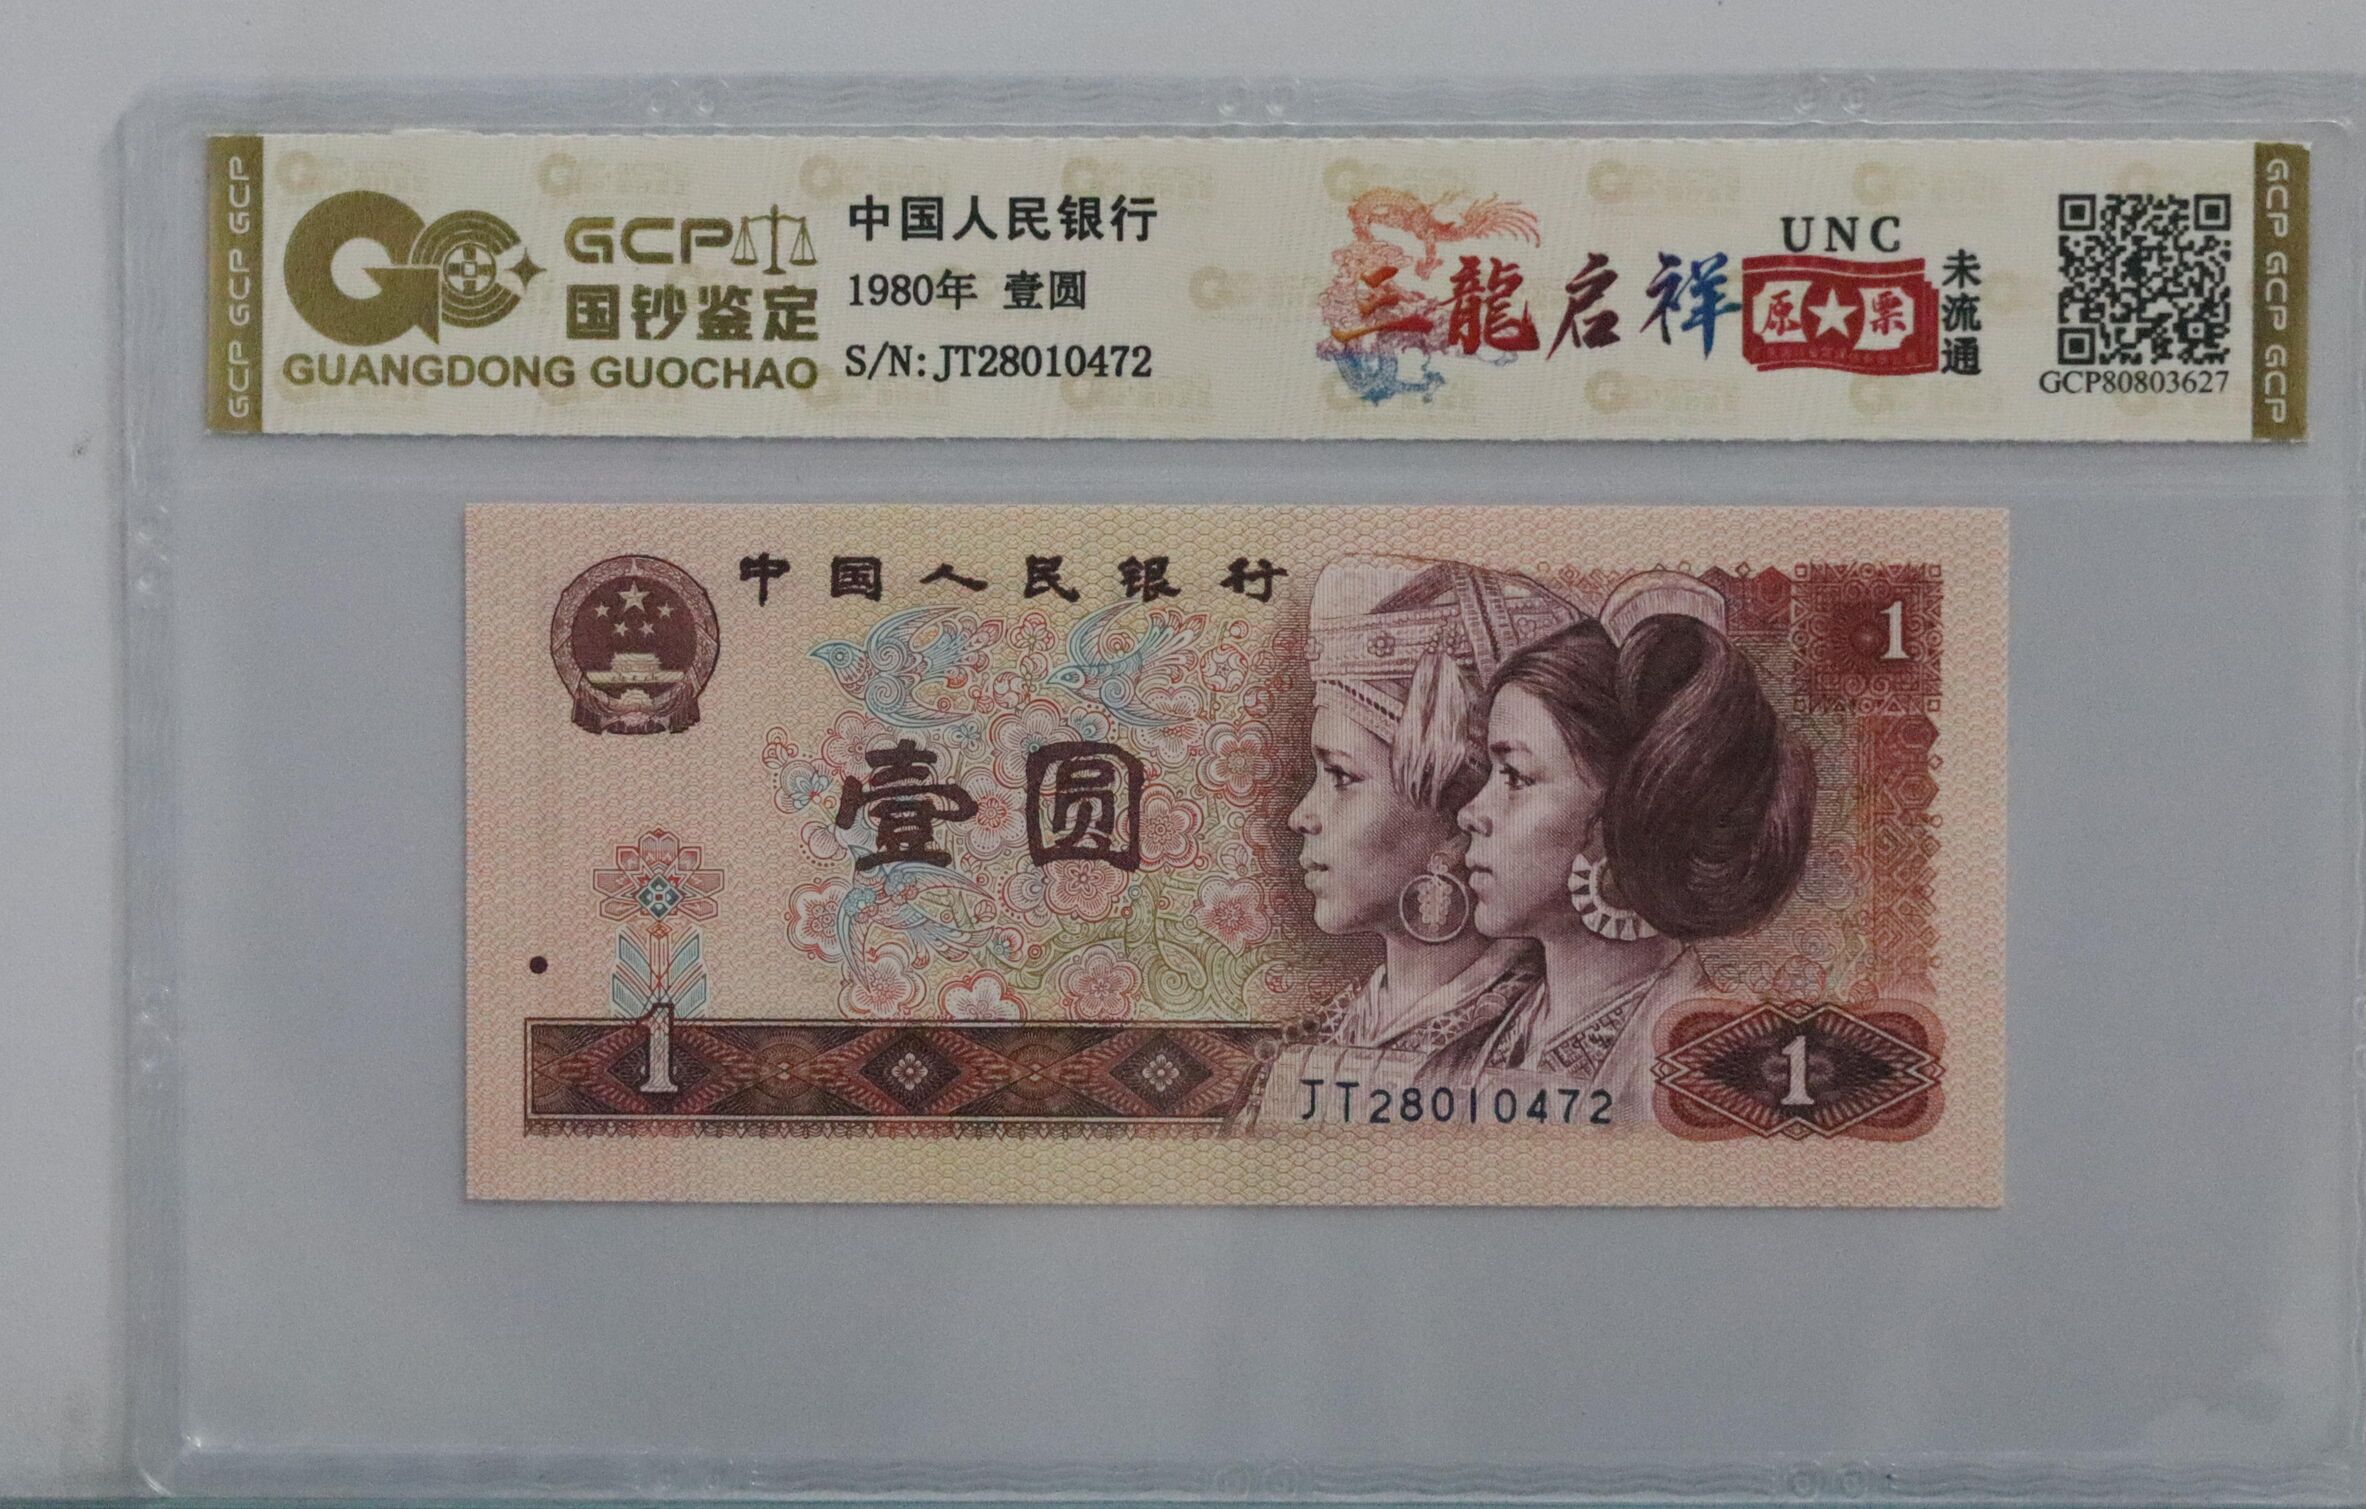 GCP GCP GCP
GCP
国钞鉴定
GUANGDONG GUOCHAO
中国人民银行
1980年 壹圆
S/N: JT28010472
三龍启祥
UNC
原★票
未流通
GCP80803627
GCP GCP GCP
中国人民银行
1
壹圆
1
JT28010472
1